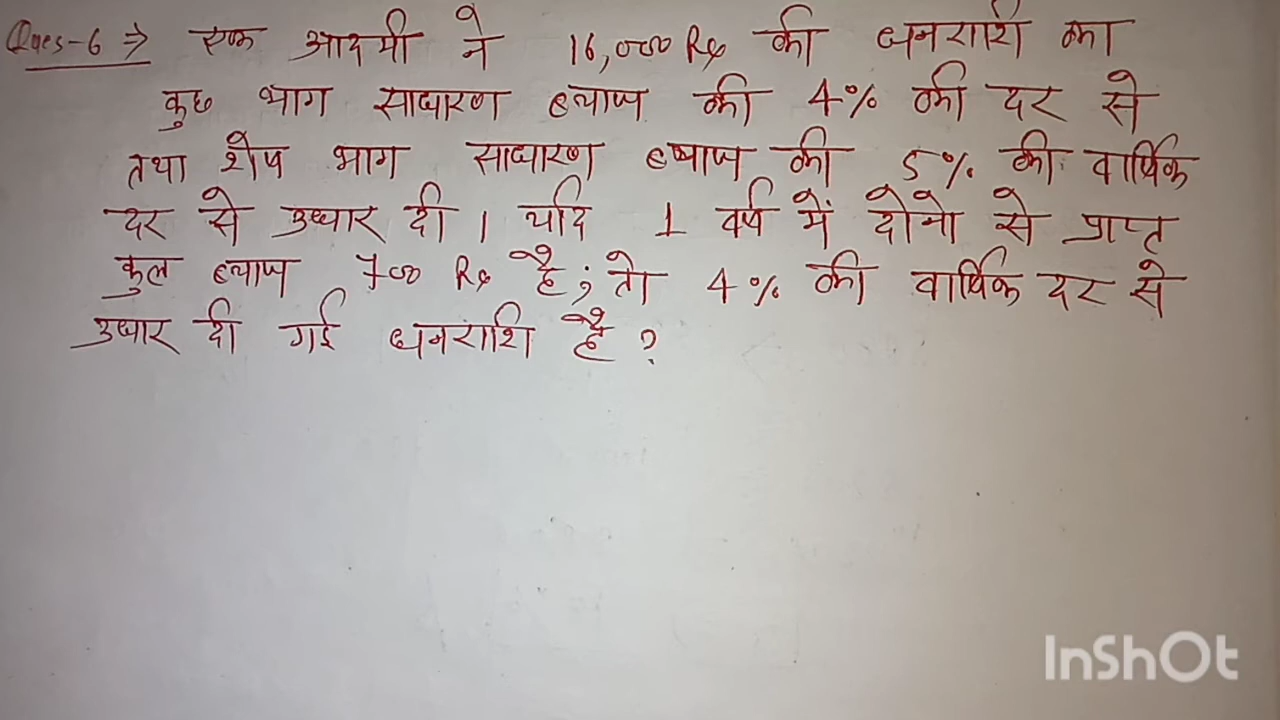 Ques-6 ⇒ एक आदमी ने 16,000 Rs की धनराशि का
कुछ भाग साधारण ब्याज की 4% की दर से
तथा शेष भाग साधारण ब्याज की 5% की वार्षिक
दर से उधार दी । यदि 1 वर्ष में दोनो से प्राप्त
कुल ब्याज 700 Rs है; तो 4% की वार्षिक दर से
उधार दी गई धनराशि है ?
InShOt